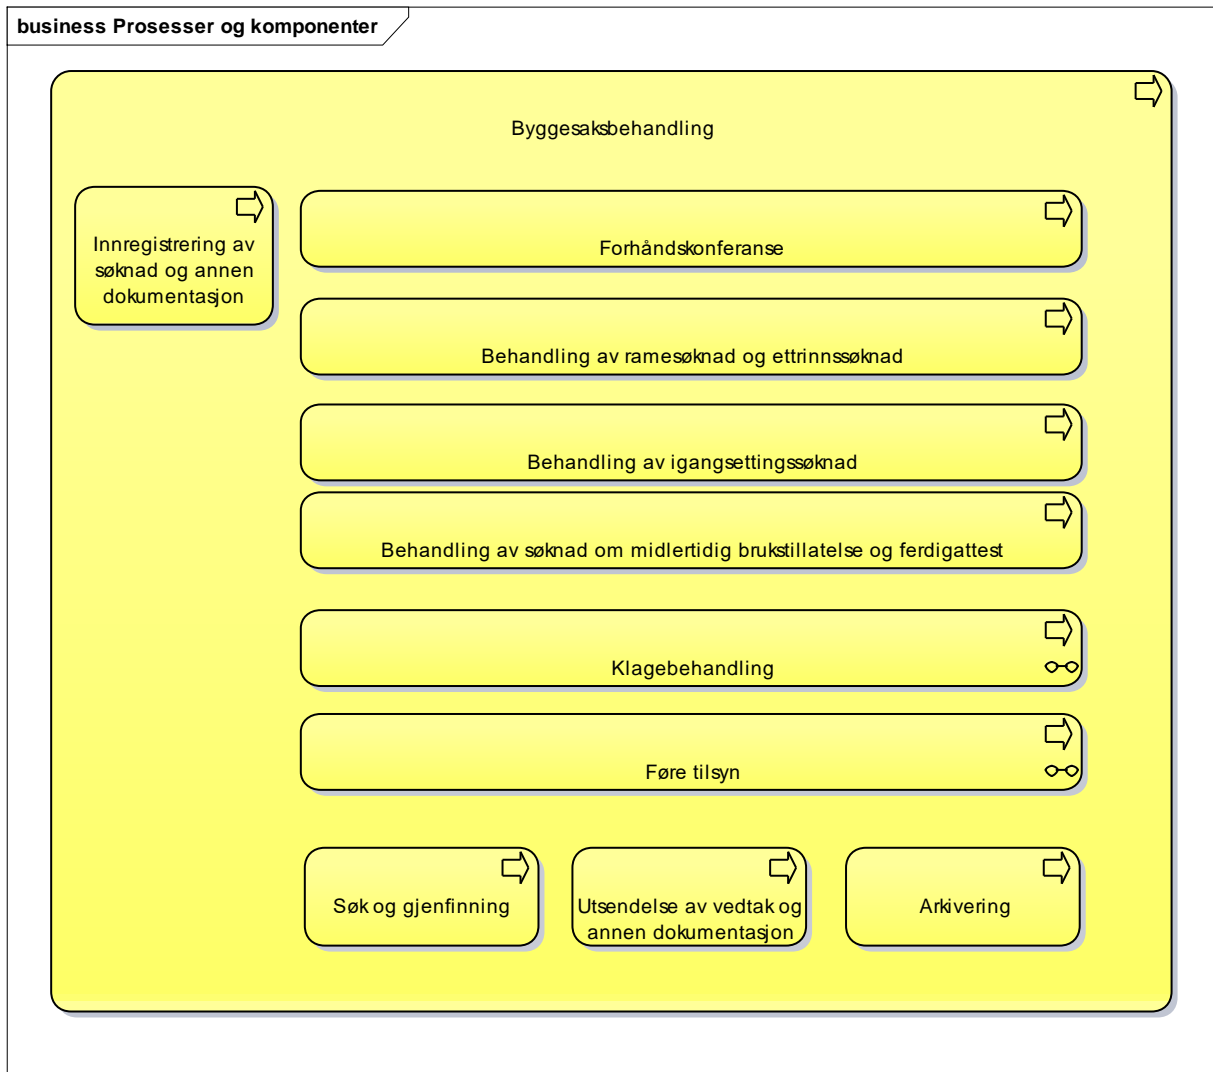 business Prosesser og komponenter
Byggesaksbehandling
Innregistrering av
søknad og annen
dokumentasjon
Forhåndskonferanse
Behandling av ramesøknad og ettrinnssøknad
Behandling av igangsettingssøknad
Behandling av søknad om midlertidig brukstillatelse og ferdigattest
Klagebehandling
Føre tilsyn
Søk og gjenfinning
Utsendelse av vedtak og
annen dokumentasjon
Arkivering